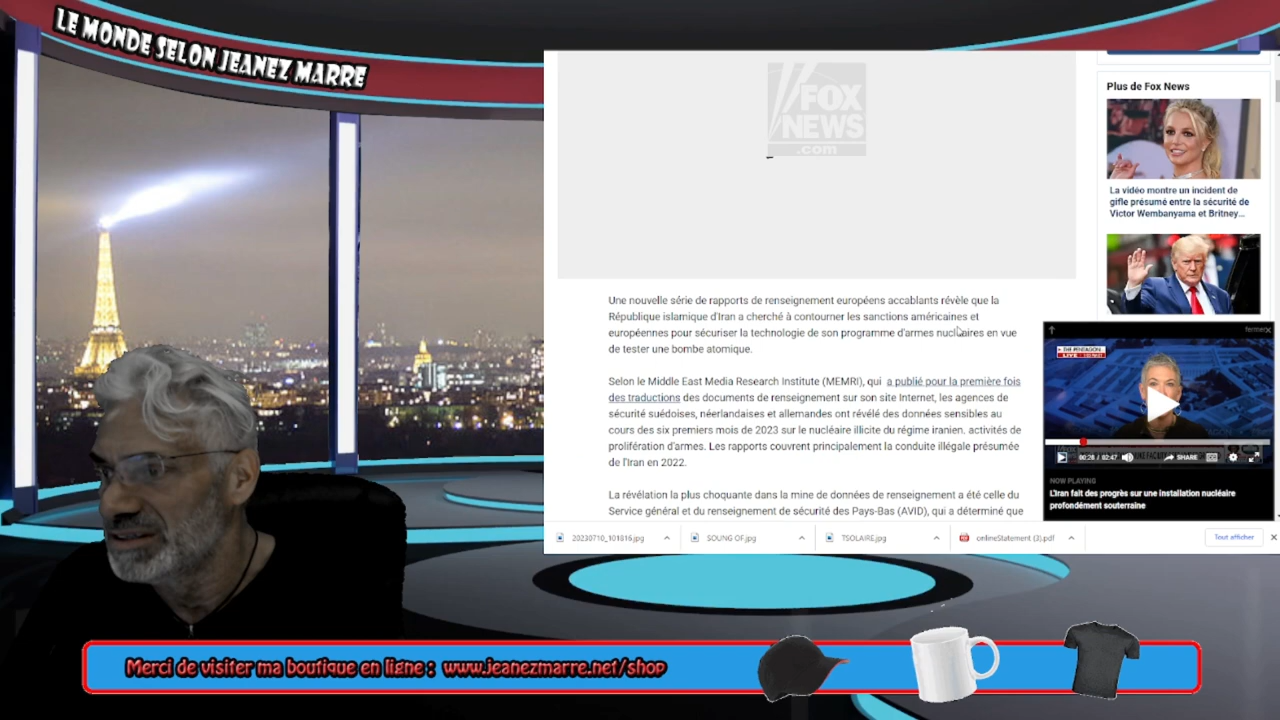 LE MONDE SELON JEANEZ MARRE
FOX
NEWS
.com
Plus de Fox News
La vidéo montre un incident de
gifle présumé entre la sécurité de
Victor Wembanyama et Britney...
Une nouvelle série de rapports de renseignement européens accablants révèle que la
République islamique d'Iran a cherché à contourner les sanctions américaines et
européennes pour sécuriser la technologie de son programme d'armes nucléaires en vue
de tester une bombe atomique.
Selon le Middle East Media Research Institute (MEMRI), qui a publié pour la première fois
des traductions des documents de renseignement sur son site Internet, les agences de
sécurité suédoises, néerlandaises et allemandes ont révélé des données sensibles au
cours des six premiers mois de 2023 sur le nucléaire illicite du régime iranien. activités de
prolifération d'armes. Les rapports couvrent principalement la conduite illégale présumée
de l'Iran en 2022.
La révélation la plus choquante dans la mine de données de renseignement a été celle du
Service général et du renseignement de sécurité des Pays-Bas (AVID), qui a déterminé que
THE PENTAGON
LIVE
00:28 / 02:47
SHARE
NOW PLAYING
L'Iran fait des progrès sur une installation nucléaire
profondément souterraine
20230710_101816.jpg
SOUNG OF.jpg
TSOLAIRE.jpg
onlineStatement (3).pdf
Tout afficher
Merci de visiter ma boutique en ligne : www.jeanezmarre.net/shop